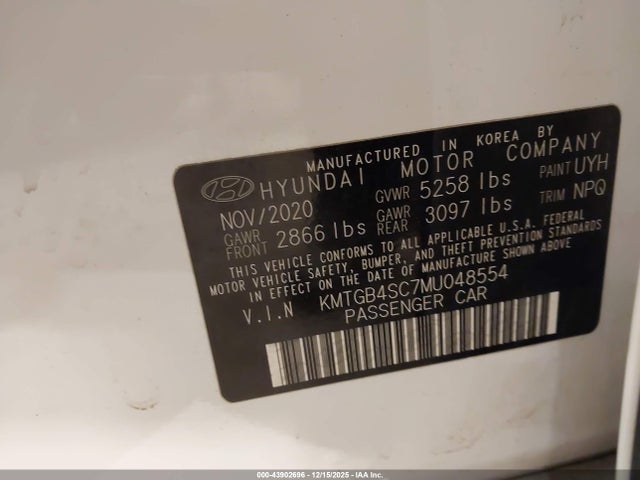 MANUFACTURED IN KOREA BY
HYUNDAI MOTOR COMPANY
NOV/2020 GVWR 5258 lbs PAINT UYH
GAWR FRONT 2866 lbs GAWR REAR 3097 lbs TRIM NPQ
THIS VEHICLE CONFORMS TO ALL APPLICABLE U.S.A. FEDERAL
MOTOR VEHICLE SAFETY, BUMPER, AND THEFT PREVENTION STANDARDS
IN EFFECT ON THE DATE OF MANUFACTURE SHOWN ABOVE
V.I.N KMTGB4SC7MU048554
PASSENGER CAR
000-43902696 - 12/15/2025 - IAA Inc.